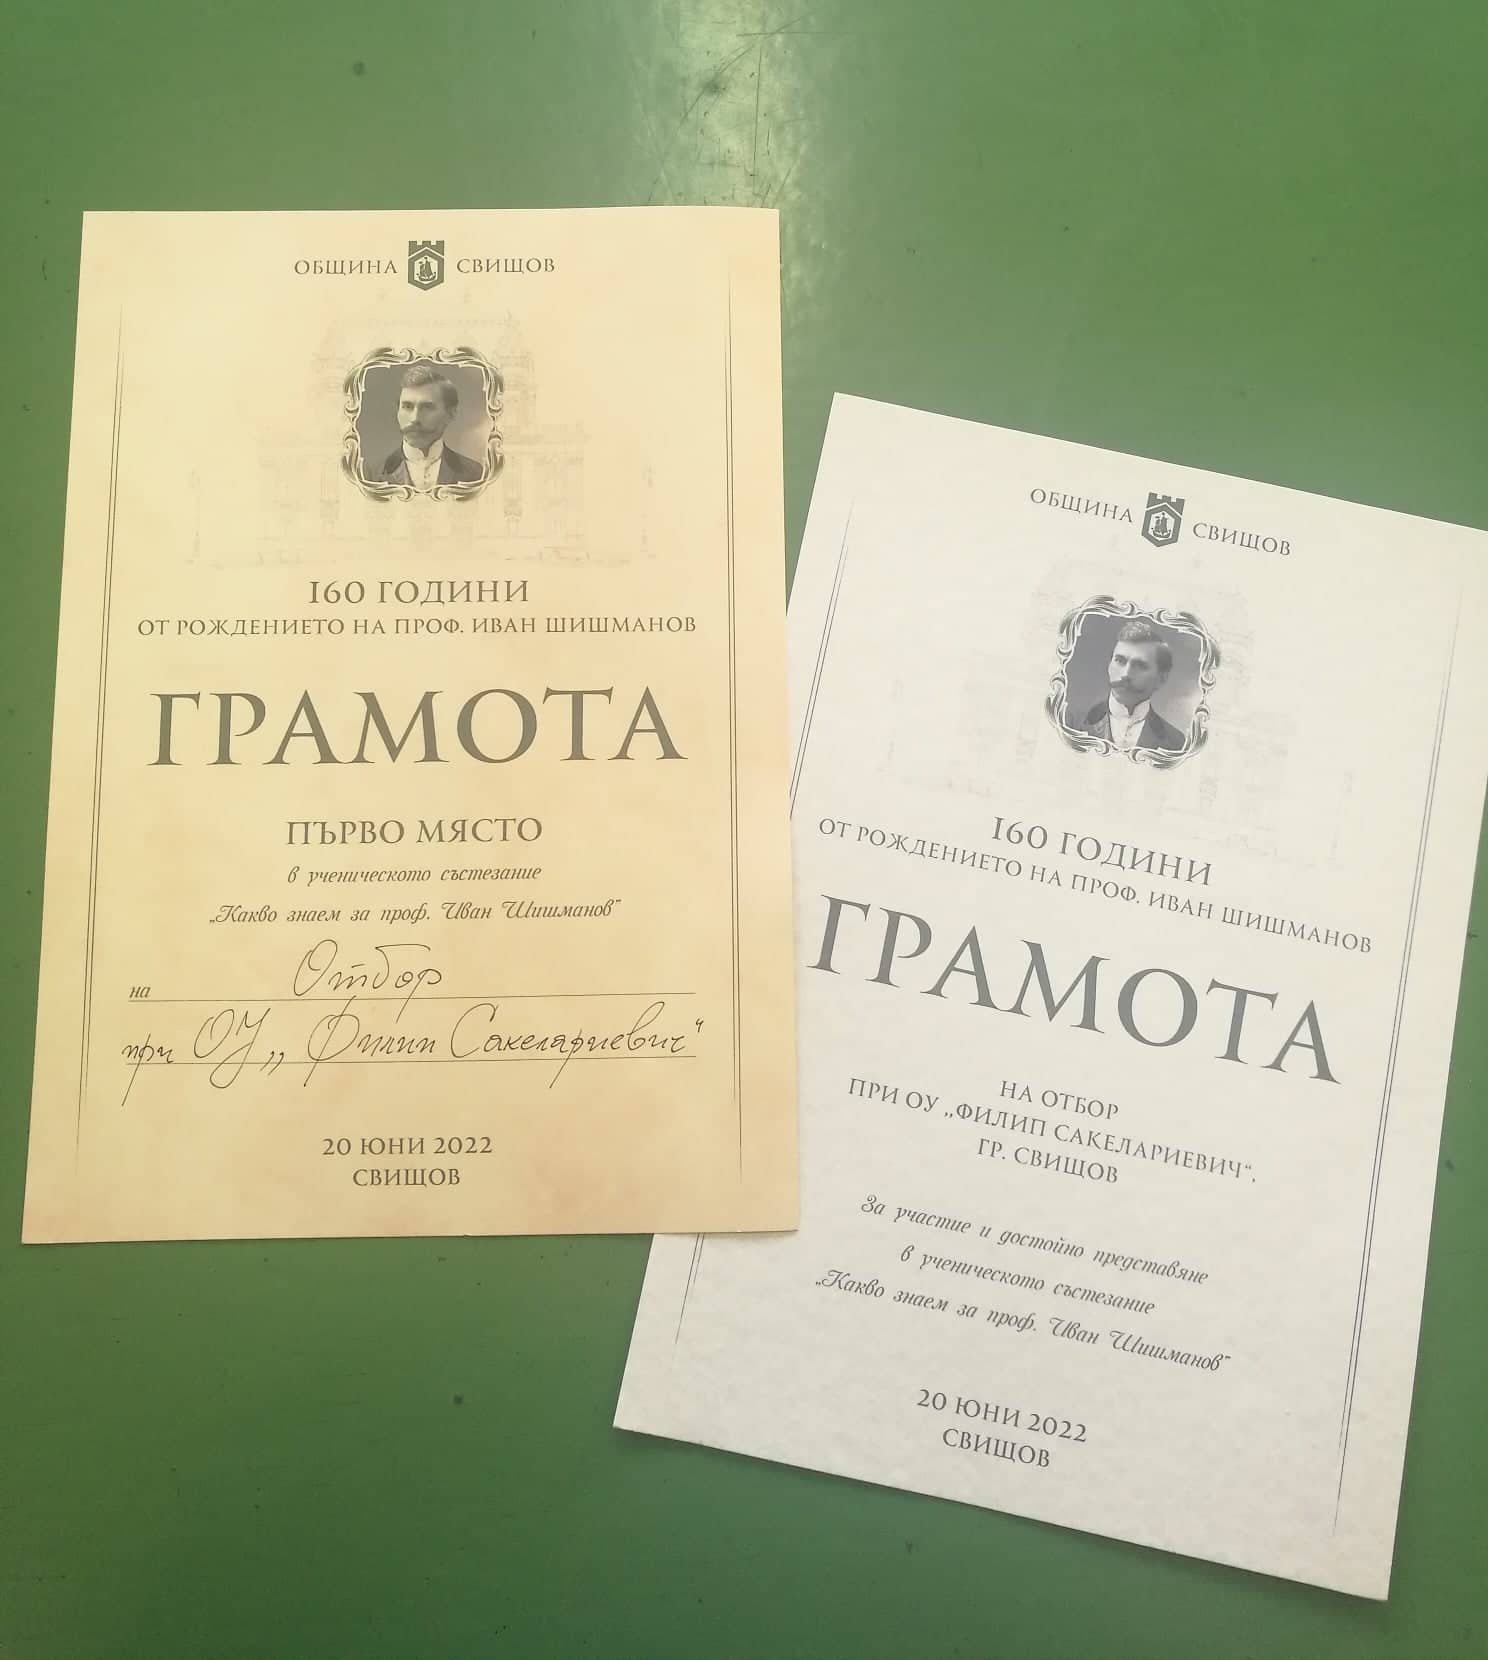 ОБЩИНА СВИЩОВ
160 ГОДИНИ
ОТ РОЖДЕНИЕТО НА ПРОФ. ИВАН ШИШМАНОВ
ГРАМОТА
ПЪРВО МЯСТО
в ученическото състезание
„Какво знаем за проф. Иван Шишманов"
на Отбор
при ОУ „Филип Сакелариевич"
20 ЮНИ 2022
СВИЩОВ
ОБЩИНА СВИЩОВ
160 ГОДИНИ
ОТ РОЖДЕНИЕТО НА ПРОФ. ИВАН ШИШМАНОВ
ГРАМОТА
НА ОТБОР
ПРИ ОУ „ФИЛИП САКЕЛАРИЕВИЧ“,
ГР. СВИЩОВ
За участие и достойно представяне
в ученическото състезание
„Какво знаем за проф. Иван Шишманов"
20 ЮНИ 2022
СВИЩОВ